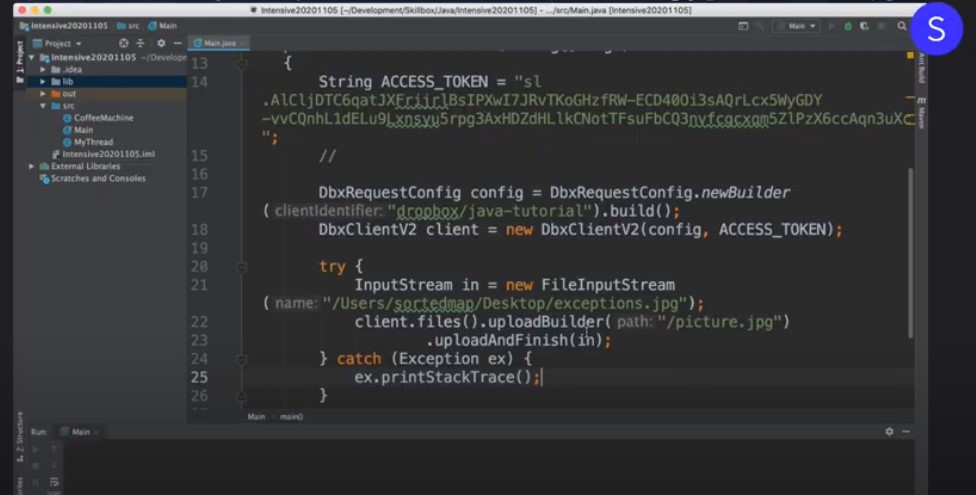 Intensive20201105 [~/Development/Skillbox/Java/Intensive20201105] - .../src/Main.java [Intensive20201105]
Intensive20201105 src Main
Main
S
Project
Main.java
1: Project
Intensive20201105 ~/Develop
.idea
lib
out
src
CoffeeMachine
Main
MyThread
Intensive20201105.iml
External Libraries
Scratches and Consoles
Ant Build
Maven
13 {
14 String ACCESS_TOKEN = "sl
";
15 //
16
17 DbxRequestConfig config = DbxRequestConfig.newBuilder
( clientIdentifier: "dropbox/java-tutorial").build();
18 DbxClientV2 client = new DbxClientV2(config, ACCESS_TOKEN);
19
20 try {
21 InputStream in = new FileInputStream
( name: "/Users/sortedmap/Desktop/exceptions.jpg");
22 client.files().uploadBuilder( path: "/picture.jpg")
23 .uploadAndFinish(in);
24 } catch (Exception ex) {
25 ex.printStackTrace();
26 }
Main main()
Run: Main
Z: Structure